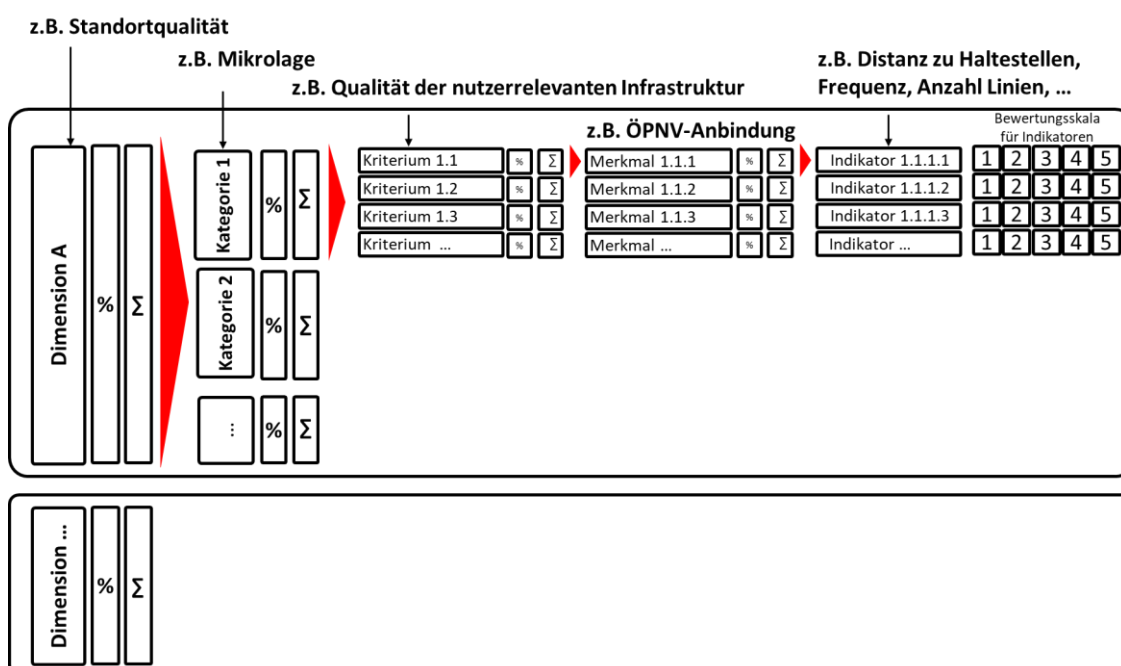 z.B. Standortqualität
z.B. Mikrolage
z.B. Qualität der nutzerrelevanten Infrastruktur
z.B. Distanz zu Haltestellen,
Frequenz, Anzahl Linien, ...
z.B. ÖPNV-Anbindung
Bewertungsskala
für Indikatoren
Dimension A % Σ
Kategorie 1 % Σ
Kriterium 1.1 % Σ Merkmal 1.1.1 % Σ Indikator 1.1.1.1 1 2 3 4 5
Kriterium 1.2 % Σ Merkmal 1.1.2 % Σ Indikator 1.1.1.2 1 2 3 4 5
Kriterium 1.3 % Σ Merkmal 1.1.3 % Σ Indikator 1.1.1.3 1 2 3 4 5
Kriterium ... % Σ Merkmal ... % Σ Indikator ... 1 2 3 4 5
Kategorie 2 % Σ
... % Σ
Dimension ... % Σ